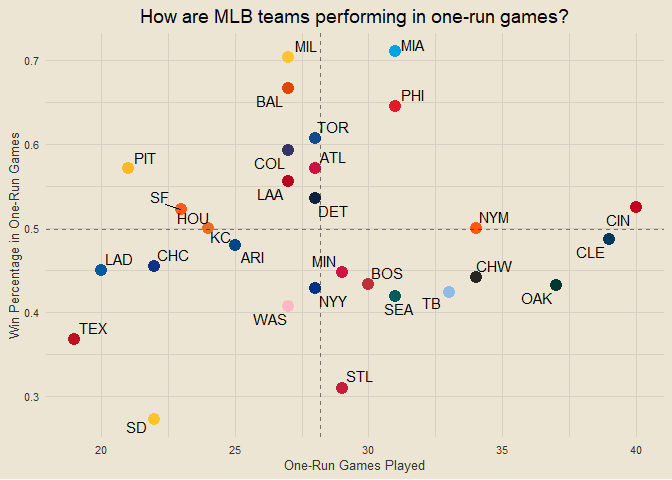 How are MLB teams performing in one-run games?
MIL
MIA
0.7
BAL
PHI
TOR
0.6
PIT
COL
ATL
LAA
SF
DET
HOU
NYM
CIN
0.5
KC
Win Percentage in One-Run Games
ARI
CLE
LAD
CHC
MIN
BOS
CHW
NYY
TB
OAK
SEA
0.4
WAS
TEX
STL
0.3
SD
20
25
30
35
40
One-Run Games Played